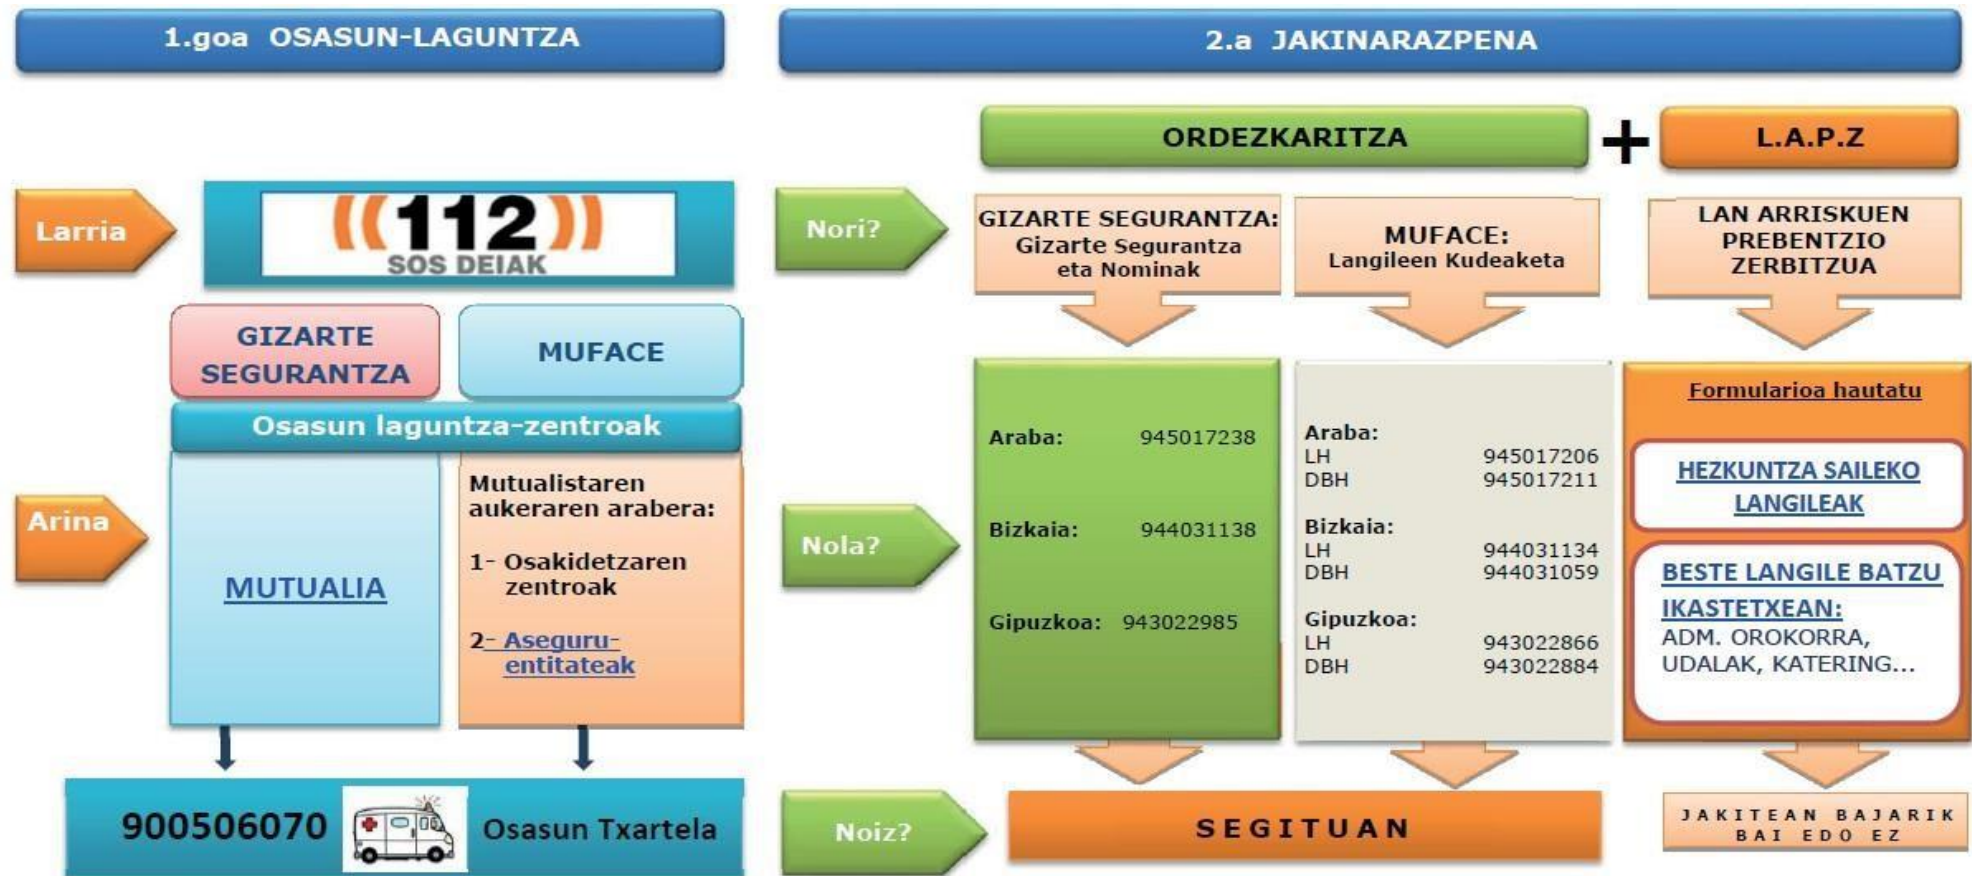 1.goa OSASUN-LAGUNTZA
Larria
((112))
SOS DEIAK
GIZARTE
SEGURANTZA
MUFACE
Osasun laguntza-zentroak
Arina
MUTUALIA
Mutualistaren
aukeraren arabera:
1- Osakidetzaren
zentroak
2- Aseguru-
entitateak
900506070
Osasun Txartela
2.a JAKINARAZPENA
ORDEZKARITZA
+
L.A.P.Z
Nori?
GIZARTE SEGURANTZA:
Gizarte Segurantza
eta Nominak
MUFACE:
Langileen Kudeaketa
LAN ARRISKUEN
PREBENTZIO
ZERBITZUA
Nola?
Araba: 945017238
Bizkaia: 944031138
Gipuzkoa: 943022985
Araba:
LH 945017206
DBH 945017211
Bizkaia:
LH 944031134
DBH 944031059
Gipuzkoa:
LH 943022866
DBH 943022884
Formularioa hautatu
HEZKUNTZA SAILEKO
LANGILEAK
BESTE LANGILE BATZU
IKASTETXEAN:
ADM. OROKORRA,
UDALAK, KATERING...
Noiz?
SEGITUAN
JAKITEAN BAJARIK
BAI EDO EZ